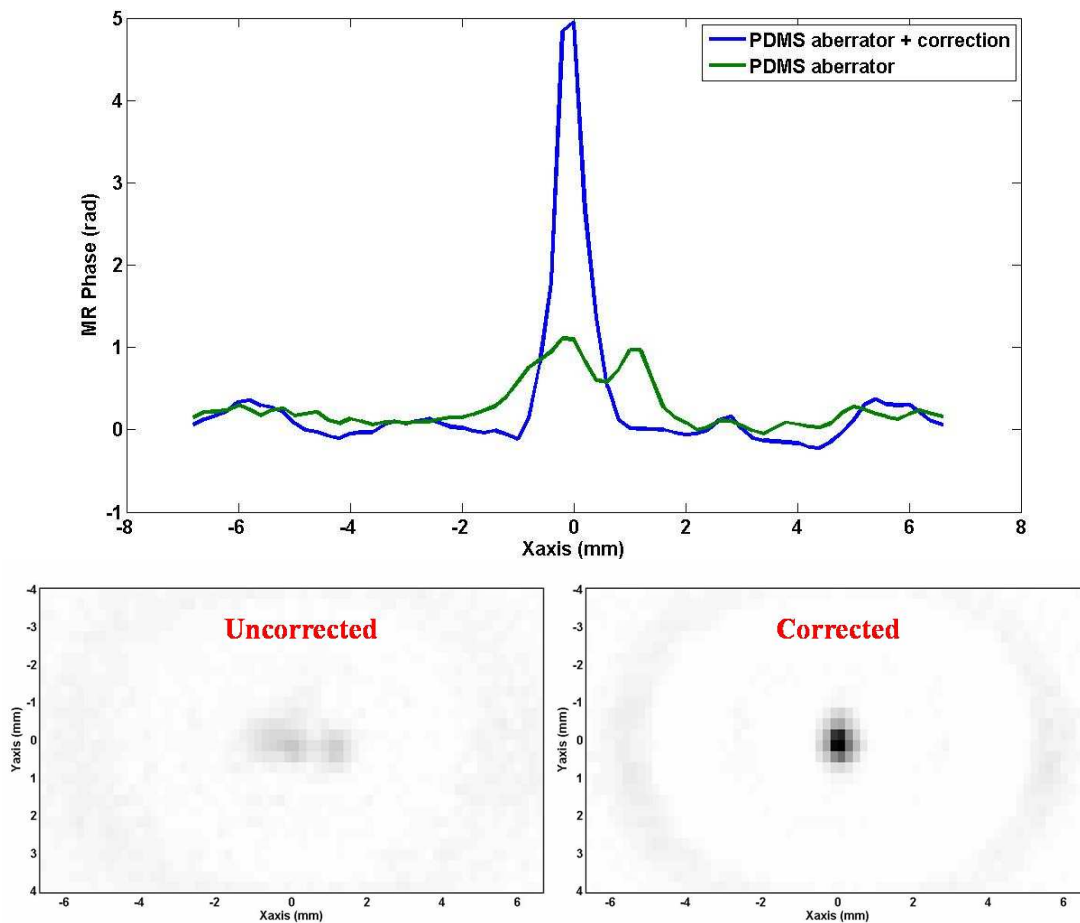 5
4
3
2
1
0
-1
MR Phase (rad)
PDMS aberrator + correction
PDMS aberrator
-8 -6 -4 -2 0 2 4 6 8
Xaxis (mm)
Uncorrected
-4
-3
-2
-1
0
1
2
3
4
Yaxis (mm)
-6 -4 -2 0 2 4 6
Xaxis (mm)
Corrected
-4
-3
-2
-1
0
1
2
3
4
Yaxis (mm)
-6 -4 -2 0 2 4 6
Xaxis (mm)